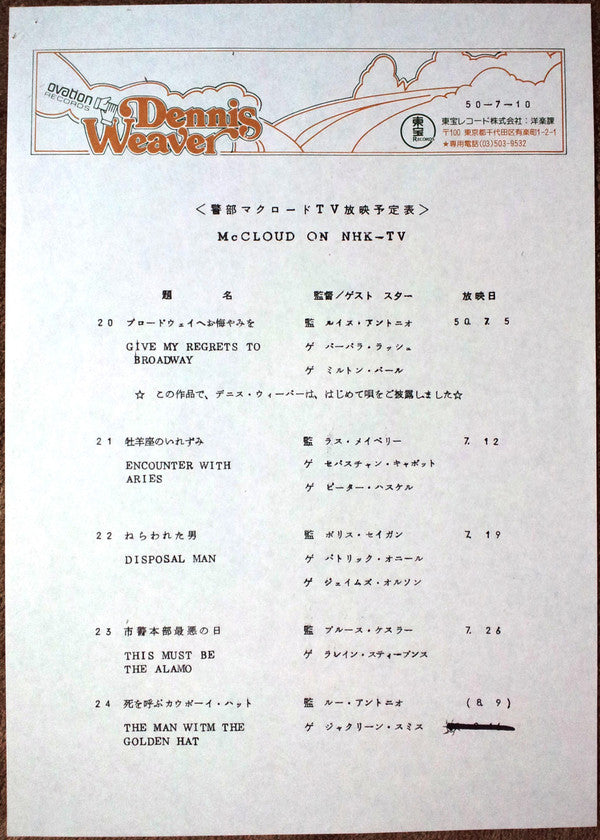 ovation
RECORDS
Dennis
Weaver
50-7-10
東宝
RECORDS
東宝レコード株式会社:洋楽課
〒100 東京都千代田区有楽町1-2-1
★専用電話(03)503-9532
<警部マクロードTV放映予定表>
McCLOUD ON NHK-TV
題 名 監督/ゲスト スター 放映日
20 ブロードウェイへお悔やみを 監 ルイス・アントニオ 50.7.5
GIVE MY REGRETS TO ゲ バーバラ・ラッシュ
BROADWAY
ゲ ミルトン・バール
☆ この作品で、デニス・ウィーバーは、はじめて唄をご披露しました☆
21 牡羊座のいれずみ 監 ラス・メイベリー 7.12
ENCOUNTER WITH ゲ セバスチャン・キャボット
ARIES
ゲ ピーター・ハスケル
22 ねらわれた男 監 ボリス・セイガン 7.19
DISPOSAL MAN ゲ パトリック・オニール
ゲ ジェイムズ・オルソン
23 市警本部最悪の日 監 ブルース・ケスラー 7.26
THIS MUST BE ゲ ラレイン・スティーブンス
THE ALAMO
24 死を呼ぶカウボーイ・ハット 監 ルー・アントニオ (8.9)
THE MAN WITM THE ゲ ジャクリーン・スミス
GOLDEN HAT